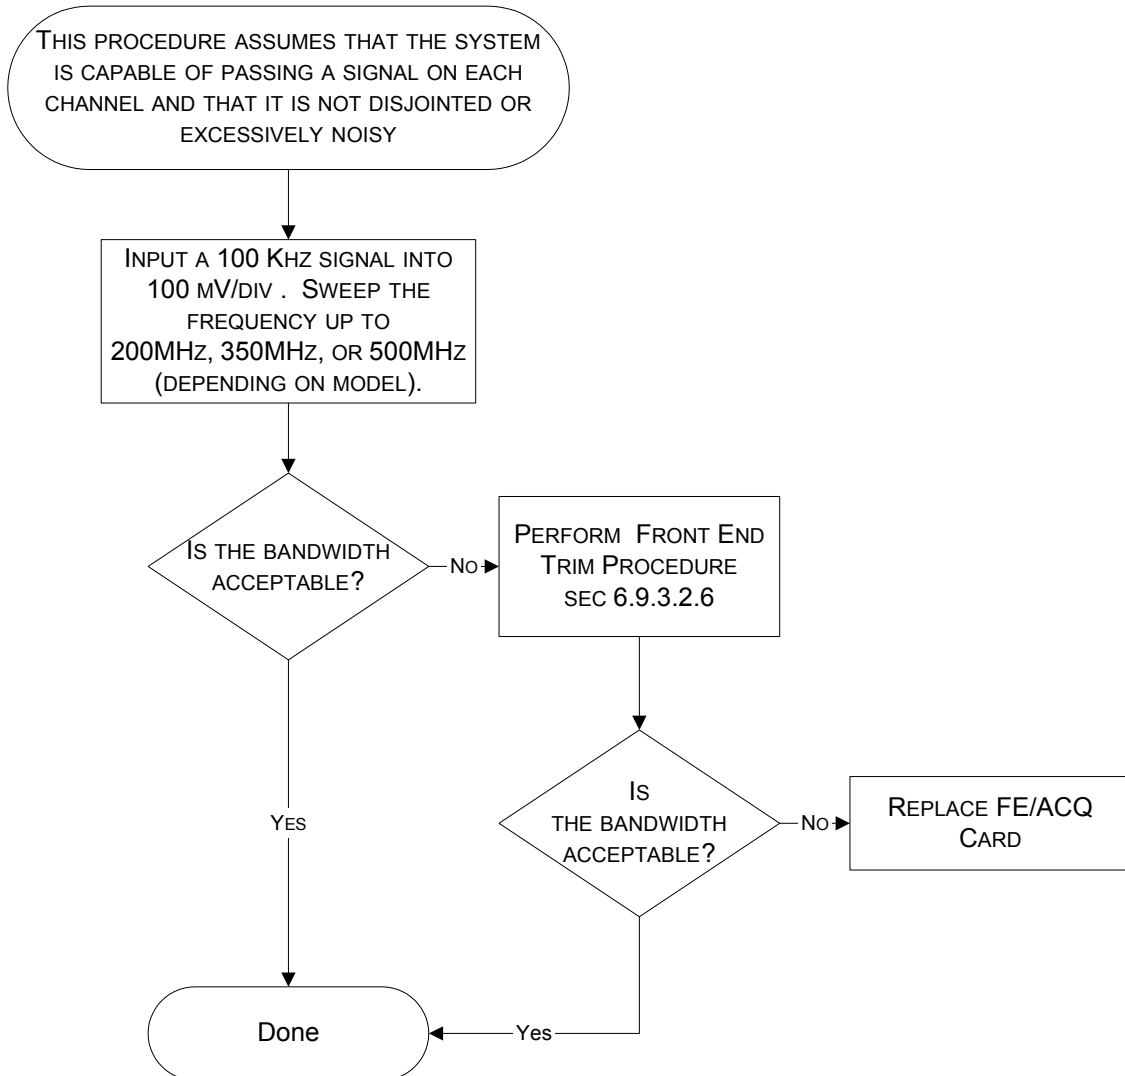 THIS PROCEDURE ASSUMES THAT THE SYSTEM
IS CAPABLE OF PASSING A SIGNAL ON EACH
CHANNEL AND THAT IT IS NOT DISJOINTED OR
EXCESSIVELY NOISY
INPUT A 100 KHZ SIGNAL INTO
100 MV/DIV . SWEEP THE
FREQUENCY UP TO
200MHZ, 350MHZ, OR 500MHZ
(DEPENDING ON MODEL).
IS THE BANDWIDTH
ACCEPTABLE?
NO
PERFORM FRONT END
TRIM PROCEDURE
SEC 6.9.3.2.6
YES
IS
THE BANDWIDTH
ACCEPTABLE?
NO
REPLACE FE/ACQ
CARD
Done
Yes